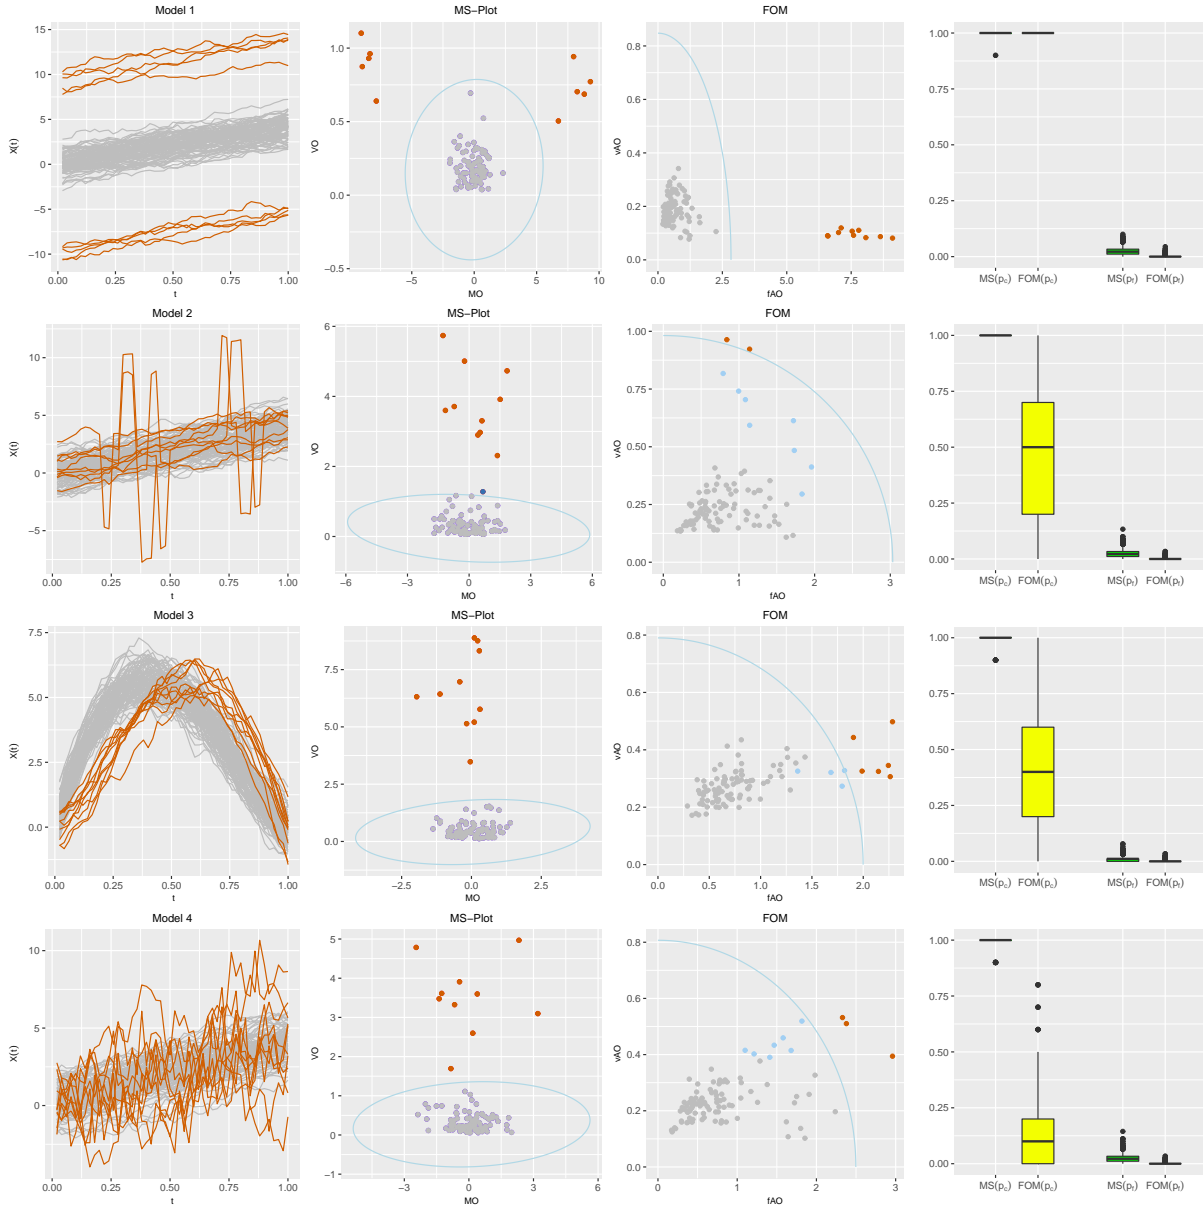 Model 1 MS−Plot FOM
15 10 5 0 −5 −10
X(t)
0.00 0.25 0.50 0.75 1.00
t
1.0 0.5 0.0 −0.5
VO
−5 0 5 10
MO
0.8 0.6 0.4 0.2 0.0
vAO
0.0 2.5 5.0 7.5
fAO
1.00 0.75 0.50 0.25 0.00
MS(pc) FOM(pc) MS(pf) FOM(pf)
Model 2 MS−Plot FOM
10 5 0 −5
X(t)
0.00 0.25 0.50 0.75 1.00
t
6 4 2 0
VO
−6 −3 0 3 6
MO
1.00 0.75 0.50 0.25 0.00
vAO
0 1 2 3
fAO
1.00 0.75 0.50 0.25 0.00
MS(pc) FOM(pc) MS(pf) FOM(pf)
Model 3 MS−Plot FOM
7.5 5.0 2.5 0.0
X(t)
0.00 0.25 0.50 0.75 1.00
t
7.5 5.0 2.5 0.0
VO
−2.5 0.0 2.5
MO
0.8 0.6 0.4 0.2 0.0
vAO
0.0 0.5 1.0 1.5 2.0
fAO
1.00 0.75 0.50 0.25 0.00
MS(pc) FOM(pc) MS(pf) FOM(pf)
Model 4 MS−Plot FOM
10 5 0
X(t)
0.00 0.25 0.50 0.75 1.00
t
5 4 3 2 1 0 −1
VO
−6 −3 0 3 6
MO
0.8 0.6 0.4 0.2 0.0
vAO
0 1 2 3
fAO
1.00 0.75 0.50 0.25 0.00
MS(pc) FOM(pc) MS(pf) FOM(pf)